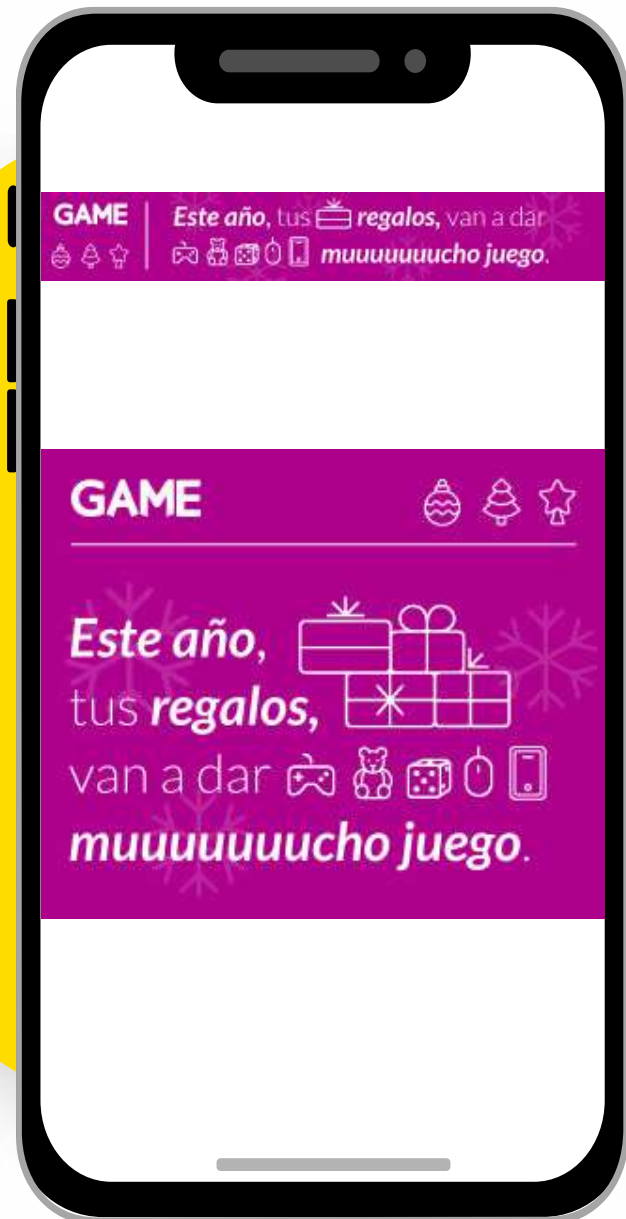 GAME
Este año, tus regalos, van a dar
muuuuuuucho juego.
GAME
Este año,
tus regalos,
van a dar
muuuuuuucho juego.